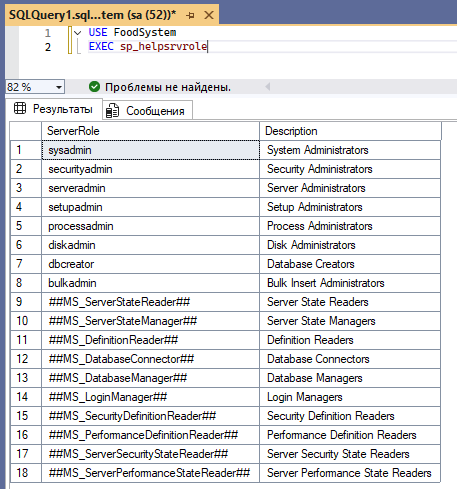 SQLQuery1.sql...tem (sa (52))*
1 USE FoodSystem
2 EXEC sp_helpsrvrole
82 % Проблемы не найдены.
Результаты Сообщения
ServerRole Description
1 sysadmin System Administrators
2 securityadmin Security Administrators
3 serveradmin Server Administrators
4 setupadmin Setup Administrators
5 processadmin Process Administrators
6 diskadmin Disk Administrators
7 dbcreator Database Creators
8 bulkadmin Bulk Insert Administrators
9 ##MS_ServerStateReader## Server State Readers
10 ##MS_ServerStateManager## Server State Managers
11 ##MS_DefinitionReader## Definition Readers
12 ##MS_DatabaseConnector## Database Connectors
13 ##MS_DatabaseManager## Database Managers
14 ##MS_LoginManager## Login Managers
15 ##MS_SecurityDefinitionReader## Security Definition Readers
16 ##MS_PerformanceDefinitionReader## Performance Definition Readers
17 ##MS_ServerSecurityStateReader## Server Security State Readers
18 ##MS_ServerPerformanceStateReader## Server Performance State Readers